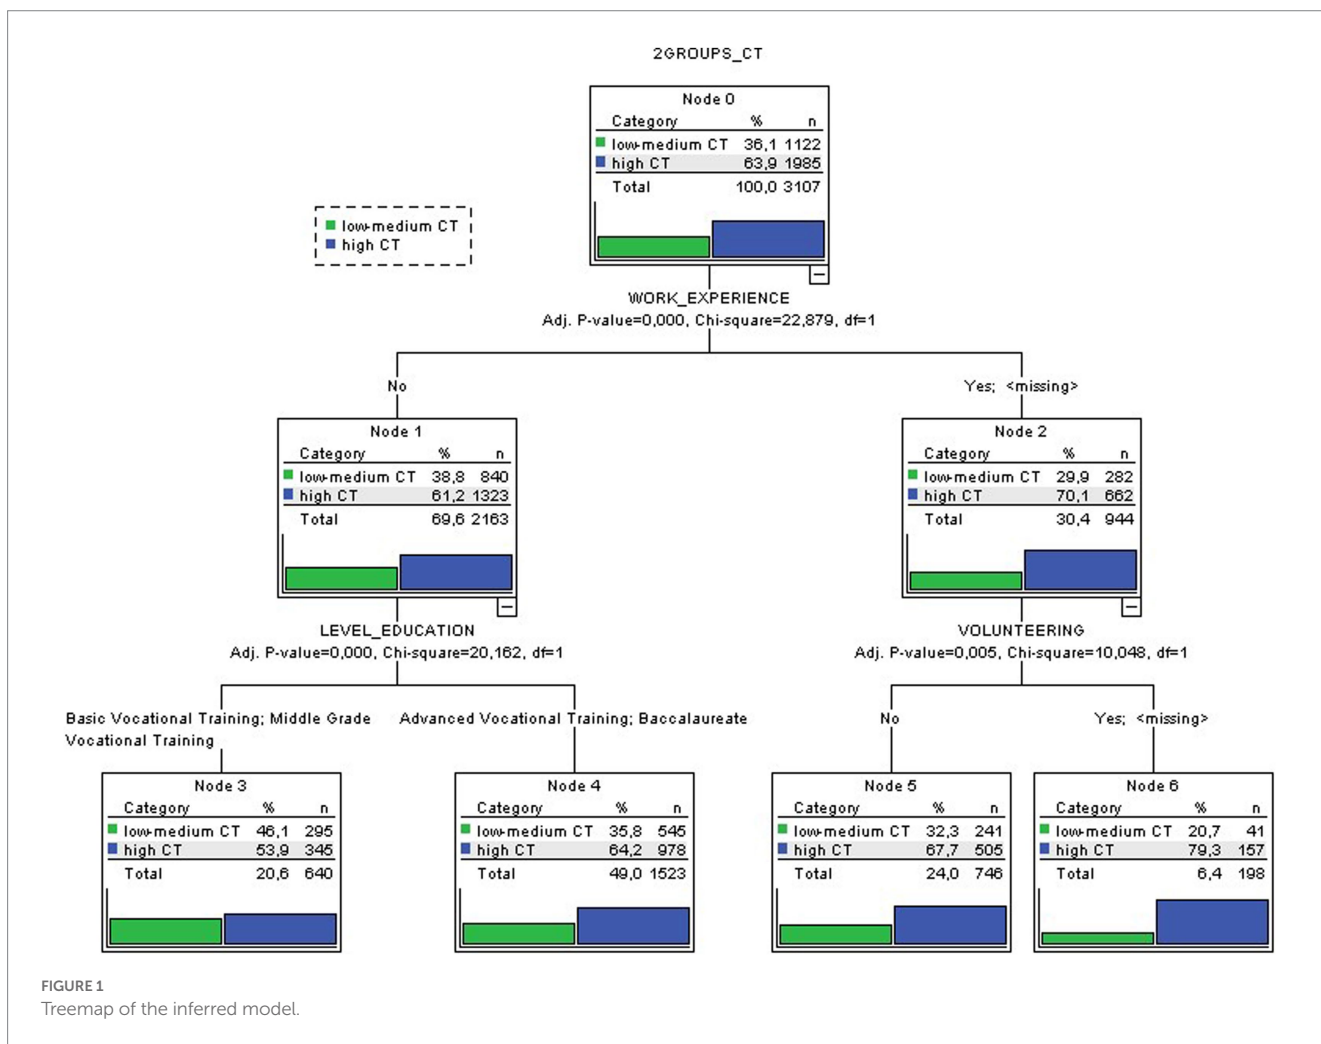 2GROUPS_CT
Node 0
Category % n
low-medium CT 36,1 1122
high CT 63,9 1985
Total 100,0 3107
low-medium CT
high CT
WORK_EXPERIENCE
Adj. P-value=0,000, Chi-square=22,879, df=1
No
Yes; <missing>
Node 1
Category % n
low-medium CT 38,8 840
high CT 61,2 1323
Total 69,6 2163
Node 2
Category % n
low-medium CT 29,9 282
high CT 70,1 662
Total 30,4 944
LEVEL_EDUCATION
Adj. P-value=0,000, Chi-square=20,162, df=1
VOLUNTEERING
Adj. P-value=0,005, Chi-square=10,048, df=1
Basic Vocational Training; Middle Grade
Vocational Training
Advanced Vocational Training; Baccalaureate
No
Yes; <missing>
Node 3
Category % n
low-medium CT 46,1 295
high CT 53,9 345
Total 20,6 640
Node 4
Category % n
low-medium CT 35,8 545
high CT 64,2 978
Total 49,0 1523
Node 5
Category % n
low-medium CT 32,3 241
high CT 67,7 505
Total 24,0 746
Node 6
Category % n
low-medium CT 20,7 41
high CT 79,3 157
Total 6,4 198
FIGURE 1
Treemap of the inferred model.